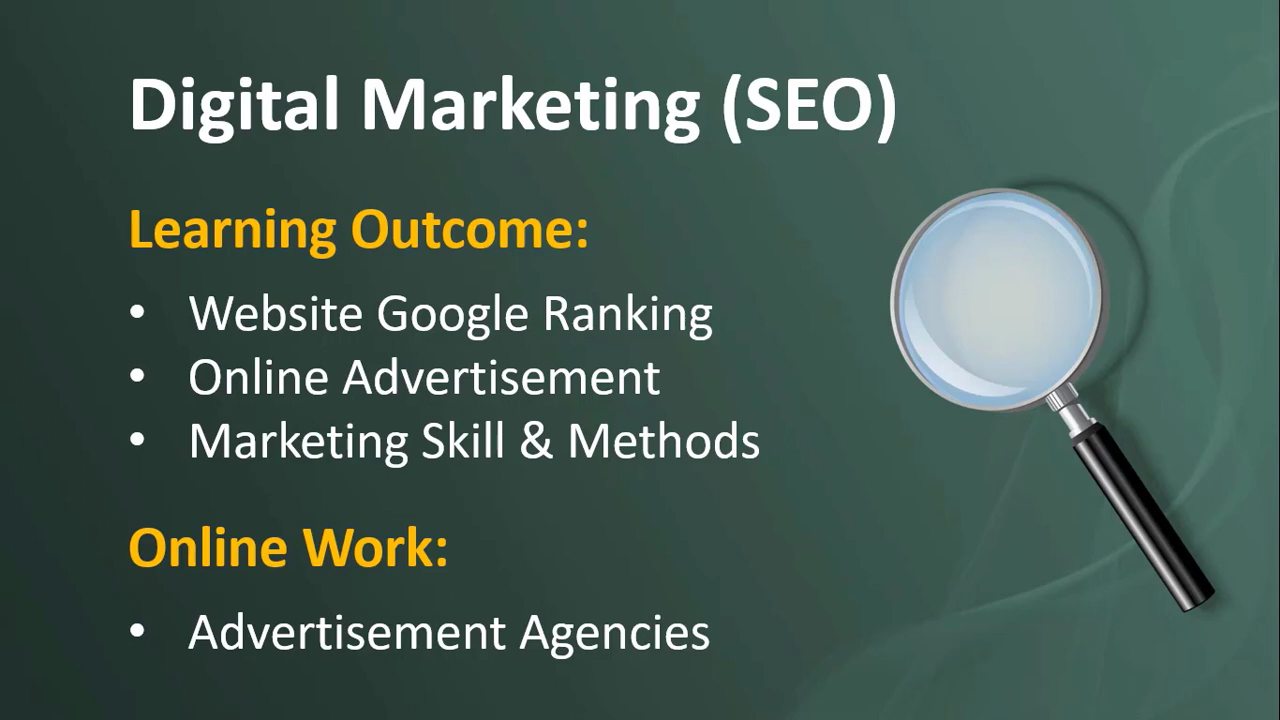 Digital Marketing (SEO)
Learning Outcome:
• Website Google Ranking
• Online Advertisement
• Marketing Skill & Methods
Online Work:
• Advertisement Agencies